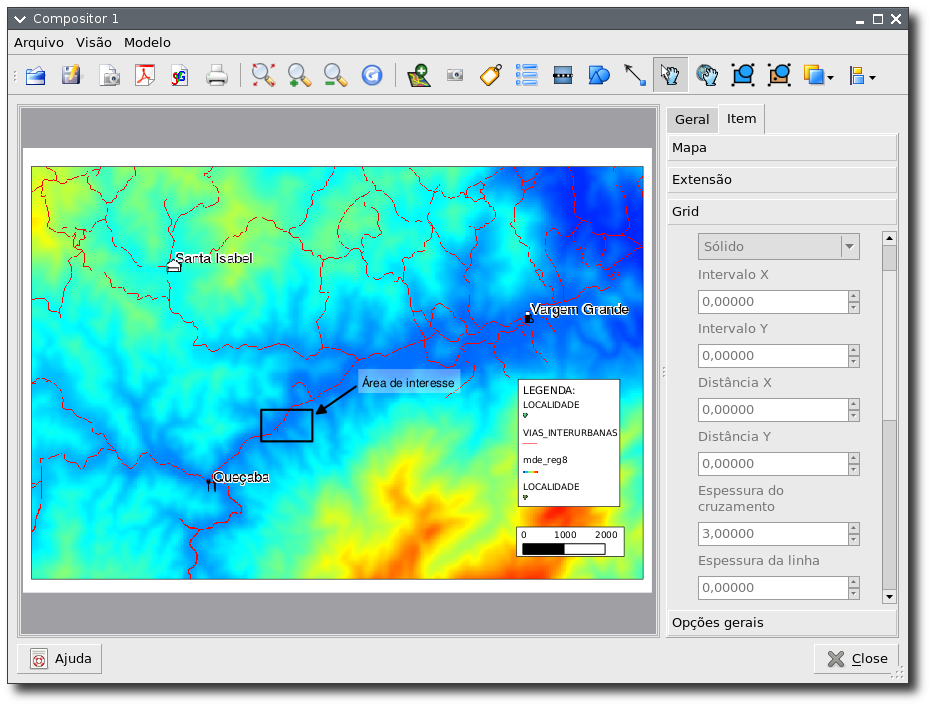 Compositor 1
Arquivo Visão Modelo
Geral Item
Mapa
Extensão
Grid
Sólido
Intervalo X
0,00000
Intervalo Y
0,00000
Distância X
0,00000
Distância Y
0,00000
Espessura do
cruzamento
3,00000
Espessura da linha
0,00000
Opções gerais
Santa Isabel
Vargem Grande
Área de interesse
Queçaba
LEGENDA:
LOCALIDADE
VIAS_INTERURBANAS
mde_reg8
LOCALIDADE
0 1000 2000
Ajuda
Close